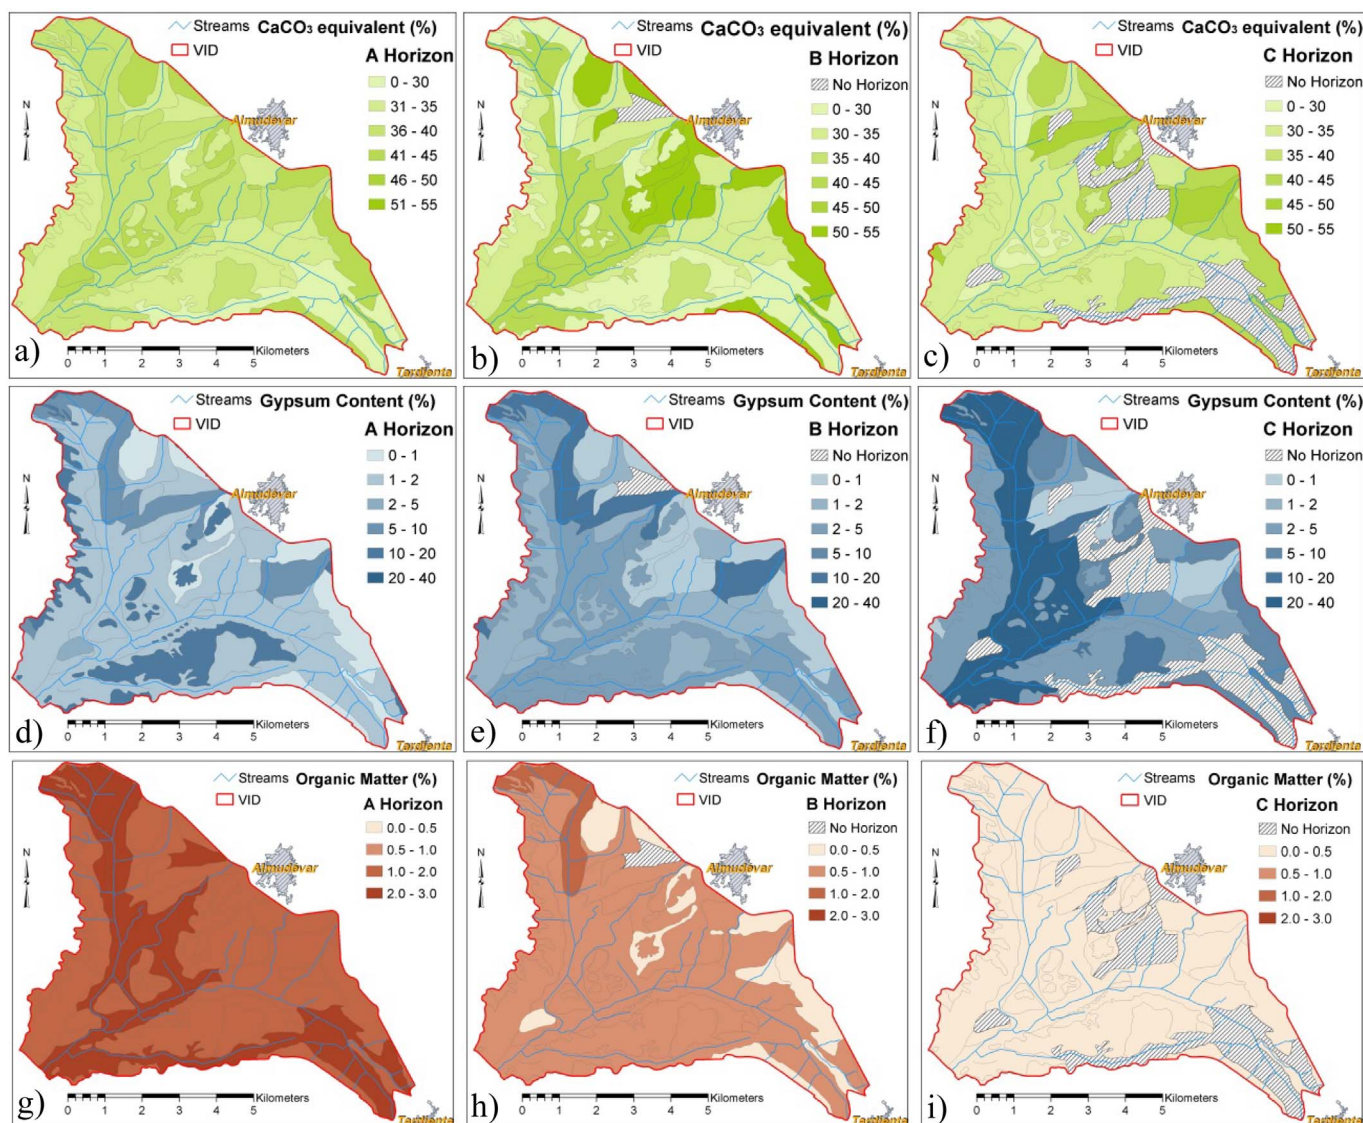 Streams CaCO₃ equivalent (%)
VID
A Horizon
0 - 30
31 - 35
36 - 40
41 - 45
46 - 50
51 - 55
N
Almudévar
Tardienta
0 1 2 3 4 5 Kilometers
a)
Streams CaCO₃ equivalent (%)
VID
B Horizon
No Horizon
0 - 30
30 - 35
35 - 40
40 - 45
45 - 50
50 - 55
N
Almudévar
Tardienta
0 1 2 3 4 5 Kilometers
b)
Streams CaCO₃ equivalent (%)
VID
C Horizon
No Horizon
0 - 30
30 - 35
35 - 40
40 - 45
45 - 50
50 - 55
N
Almudévar
Tardienta
0 1 2 3 4 5 Kilometers
c)
Streams Gypsum Content (%)
VID
A Horizon
0 - 1
1 - 2
2 - 5
5 - 10
10 - 20
20 - 40
N
Almudévar
Tardienta
0 1 2 3 4 5 Kilometers
d)
Streams Gypsum Content (%)
VID
B Horizon
No Horizon
0 - 1
1 - 2
2 - 5
5 - 10
10 - 20
20 - 40
N
Almudévar
Tardienta
0 1 2 3 4 5 Kilometers
e)
Streams Gypsum Content (%)
VID
C Horizon
No Horizon
0 - 1
1 - 2
2 - 5
5 - 10
10 - 20
20 - 40
N
Almudévar
Tardienta
0 1 2 3 4 5 Kilometers
f)
Streams Organic Matter (%)
VID
A Horizon
0.0 - 0.5
0.5 - 1.0
1.0 - 2.0
2.0 - 3.0
N
Almudévar
Tardienta
0 1 2 3 4 5 Kilometers
g)
Streams Organic Matter (%)
VID
B Horizon
No Horizon
0.0 - 0.5
0.5 - 1.0
1.0 - 2.0
2.0 - 3.0
N
Almudévar
Tardienta
0 1 2 3 4 5 Kilometers
h)
Streams Organic Matter (%)
VID
C Horizon
No Horizon
0.0 - 0.5
0.5 - 1.0
1.0 - 2.0
2.0 - 3.0
N
Almudévar
Tardienta
0 1 2 3 4 5 Kilometers
i)